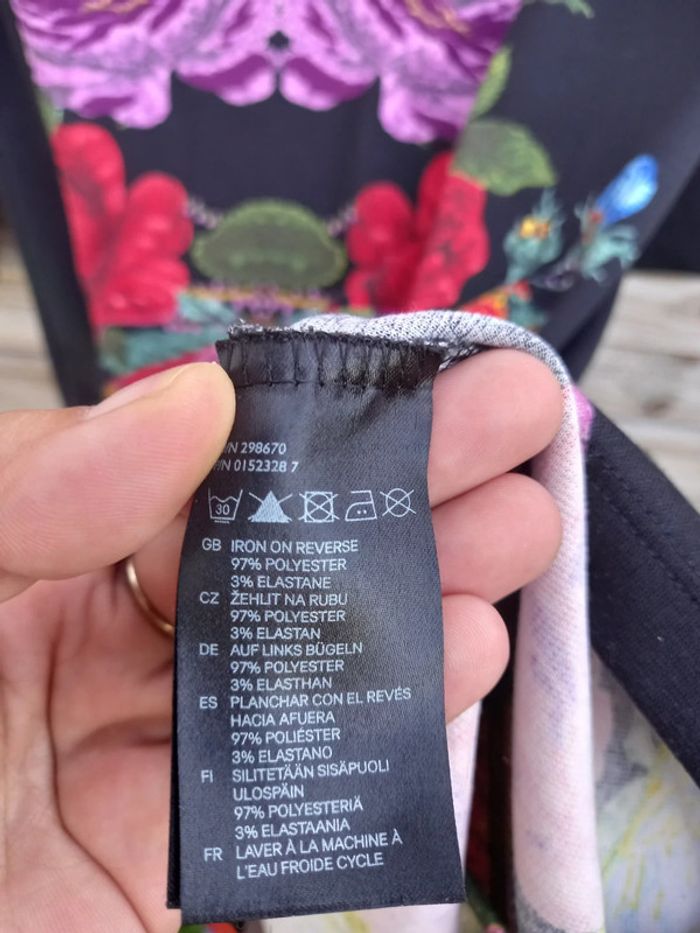 /N 298670
/N 0152328 7
30
GB IRON ON REVERSE
97% POLYESTER
3% ELASTANE
CZ ŽEHLIT NA RUBU
97% POLYESTER
3% ELASTAN
DE AUF LINKS BÜGELN
97% POLYESTER
3% ELASTHAN
ES PLANCHAR CON EL REVÉS
HACIA AFUERA
97% POLIÉSTER
3% ELASTANO
FI SILITETÄÄN SISÄPUOLI
ULOSPÄIN
97% POLYESTERIÄ
3% ELASTAANIA
FR LAVER À LA MACHINE À
L'EAU FROIDE CYCLE